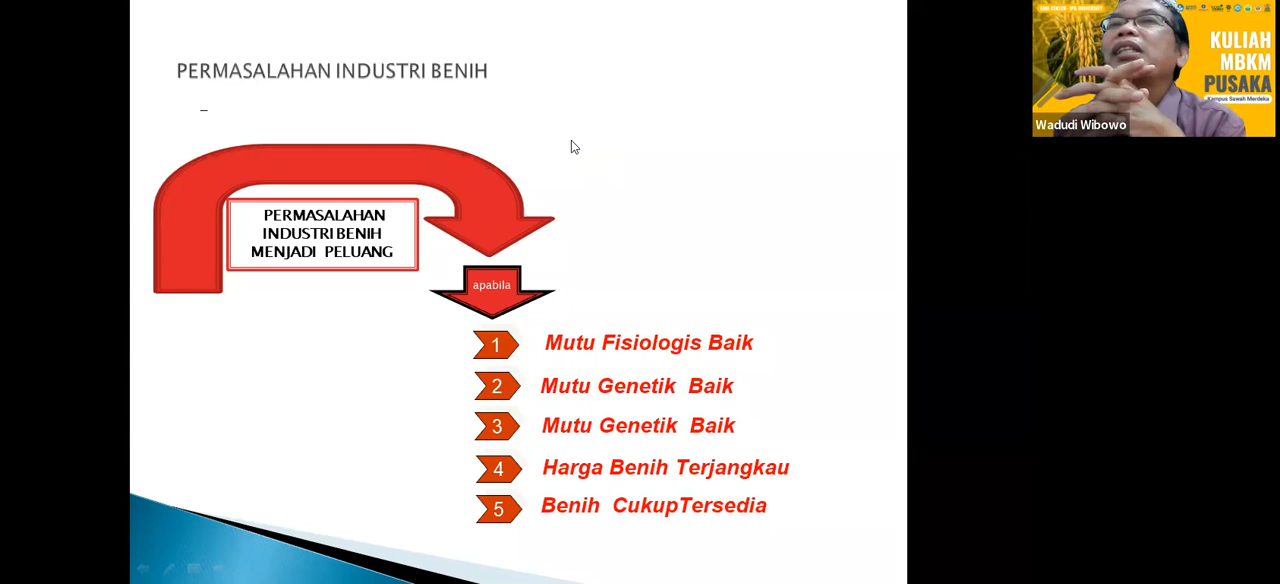 PERMASALAHAN INDUSTRI BENIH
–
PERMASALAHAN
INDUSTRI BENIH
MENJADI PELUANG
apabila
1 Mutu Fisiologis Baik
2 Mutu Genetik Baik
3 Mutu Genetik Baik
4 Harga Benih Terjangkau
5 Benih CukupTersedia
KULIAH
MBKM
PUSAKA
Kampus Sawah Merdeka
Wadudi Wibowo